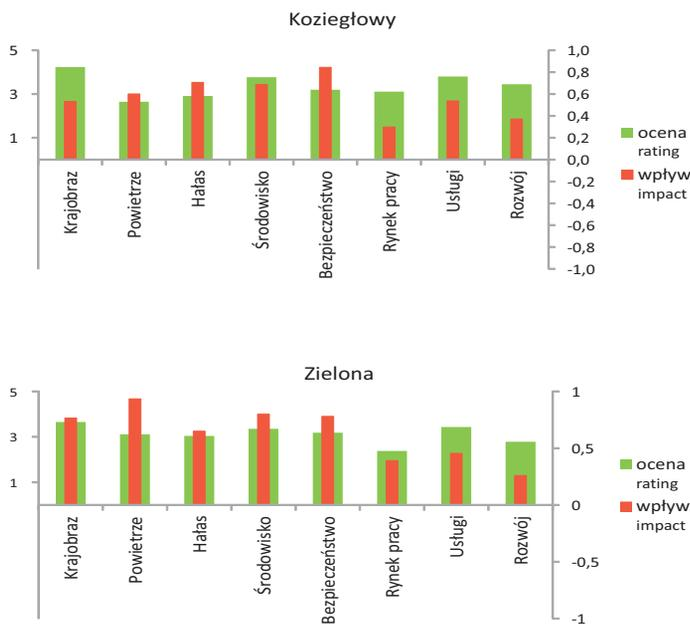 Koziegłowy
5
3
1
1,0
0,8
0,6
0,4
0,2
0,0
-0,2
-0,4
-0,6
-0,8
-1,0
Krajobraz
Powietrze
Hałas
Środowisko
Bezpieczeństwo
Rynek pracy
Usługi
Rozwój
ocena
rating
wpływ
impact
Zielona
5
3
1
1
0,5
0
-0,5
-1
Krajobraz
Powietrze
Hałas
Środowisko
Bezpieczeństwo
Rynek pracy
Usługi
Rozwój
ocena
rating
wpływ
impact